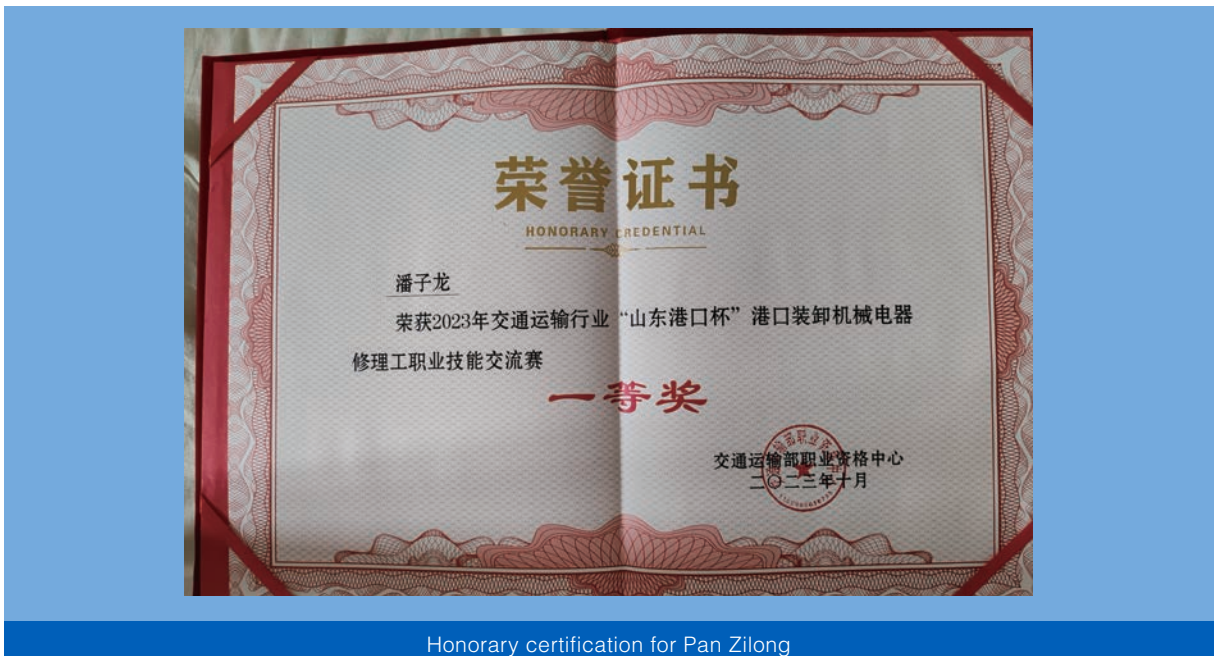 荣誉证书
HONORARY CREDENTIAL
潘子龙
荣获2023年交通运输行业“山东港口杯”港口装卸机械电器
修理工职业技能交流赛
一等奖
交通运输部职业资格中心
二〇二三年十月
Honorary certification for Pan Zilong